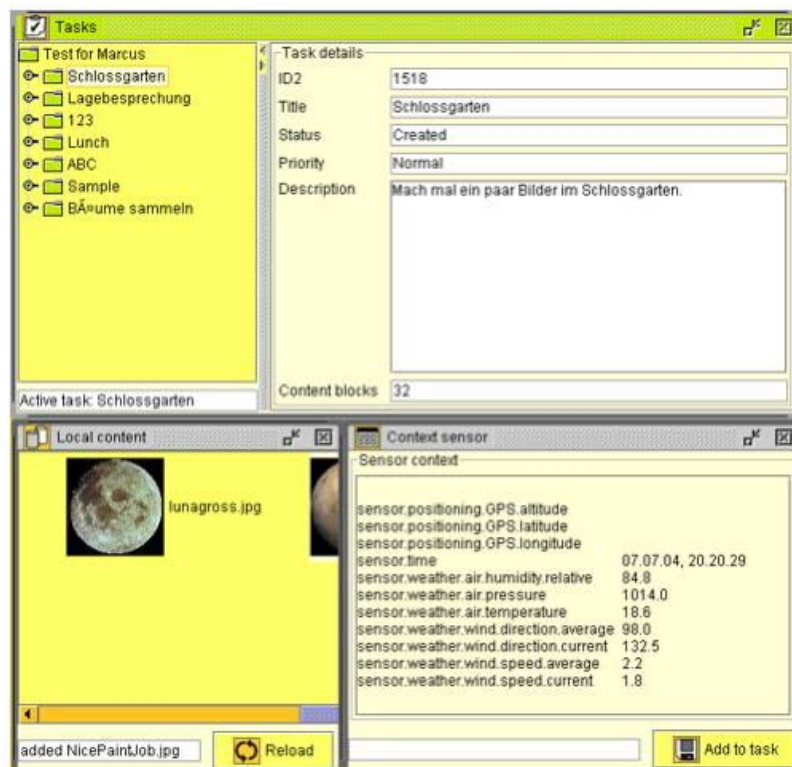 Tasks
Test for Marcus
Schlossgarten
Lagebesprechung
123
Lunch
ABC
Sample
BÃ¤ume sammeln
Active task: Schlossgarten
Task details
ID2 1518
Title Schlossgarten
Status Created
Priority Normal
Description Mach mal ein paar Bilder im Schlossgarten.
Content blocks 32
Local content
lunagross.jpg
added NicePaintJob.jpg Reload
Context sensor
Sensor context
sensor.positioning.GPS.altitude
sensor.positioning.GPS.latitude
sensor.positioning.GPS.longitude
sensor.time 07.07.04, 20.20.29
sensor.weather.air.humidity.relative 84.8
sensor.weather.air.pressure 1014.0
sensor.weather.air.temperature 18.6
sensor.weather.wind.direction.average 98.0
sensor.weather.wind.direction.current 132.5
sensor.weather.wind.speed.average 2.2
sensor.weather.wind.speed.current 1.8
Add to task